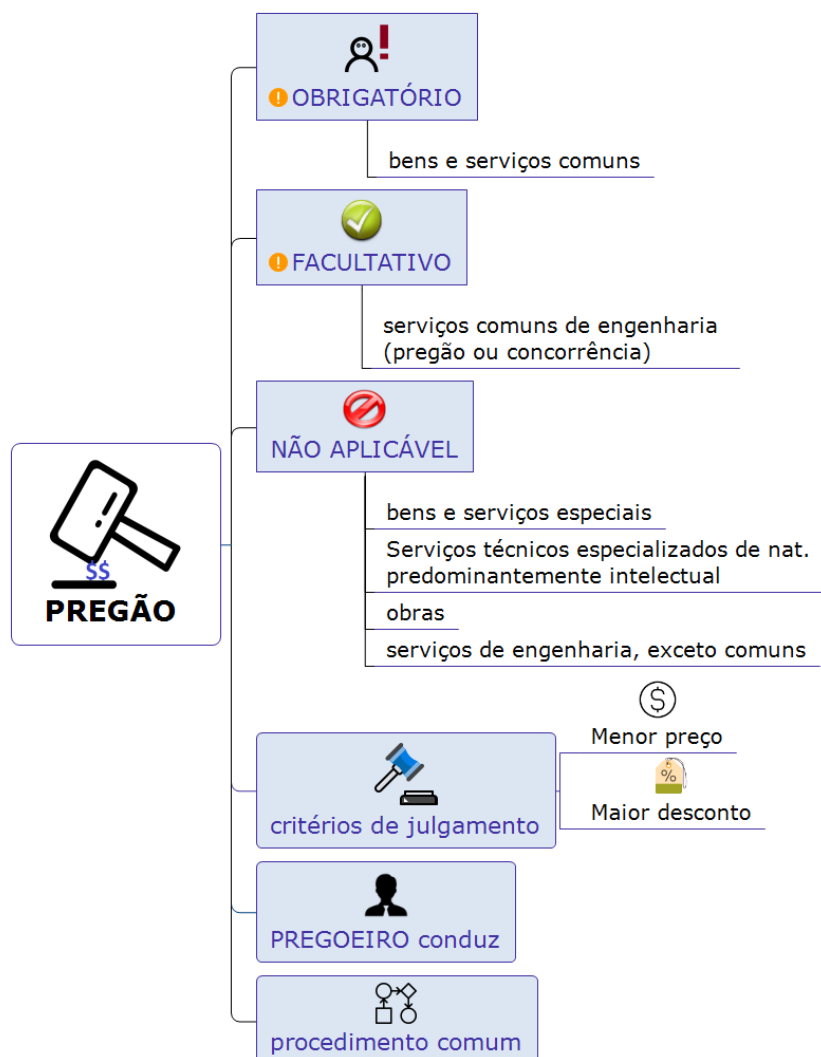 OBRIGATÓRIO
bens e serviços comuns
FACULTATIVO
serviços comuns de engenharia
(pregão ou concorrência)
NÃO APLICÁVEL
bens e serviços especiais
Serviços técnicos especializados de nat.
predominantemente intelectual
obras
serviços de engenharia, exceto comuns
$$
PREGÃO
$
Menor preço
%
Maior desconto
critérios de julgamento
PREGOEIRO conduz
procedimento comum